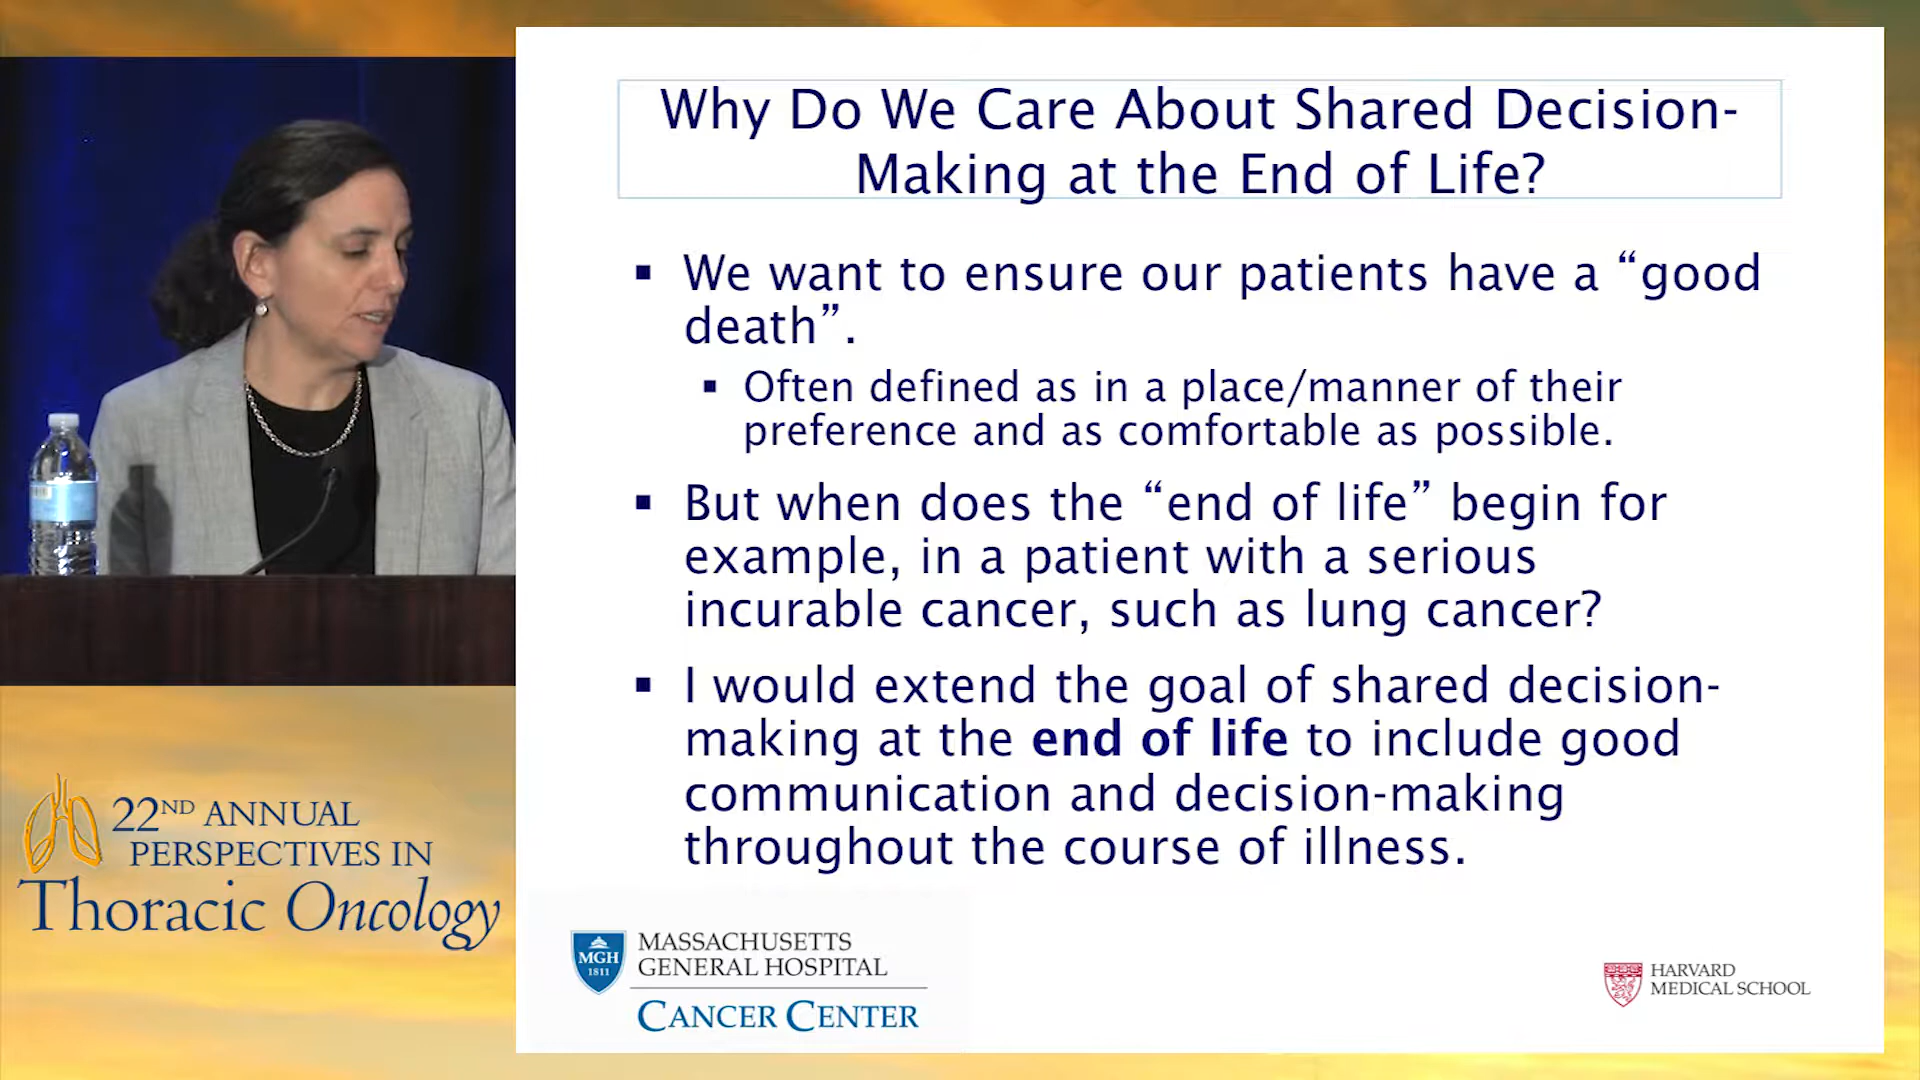 Why Do We Care About Shared Decision-
Making at the End of Life?
▪ We want to ensure our patients have a “good
death”.
▪ Often defined as in a place/manner of their
preference and as comfortable as possible.
▪ But when does the “end of life” begin for
example, in a patient with a serious
incurable cancer, such as lung cancer?
▪ I would extend the goal of shared decision-
making at the end of life to include good
communication and decision-making
throughout the course of illness.
22ND ANNUAL
PERSPECTIVES IN
Thoracic Oncology
MGH
1811
MASSACHUSETTS
GENERAL HOSPITAL
CANCER CENTER
HARVARD
MEDICAL SCHOOL